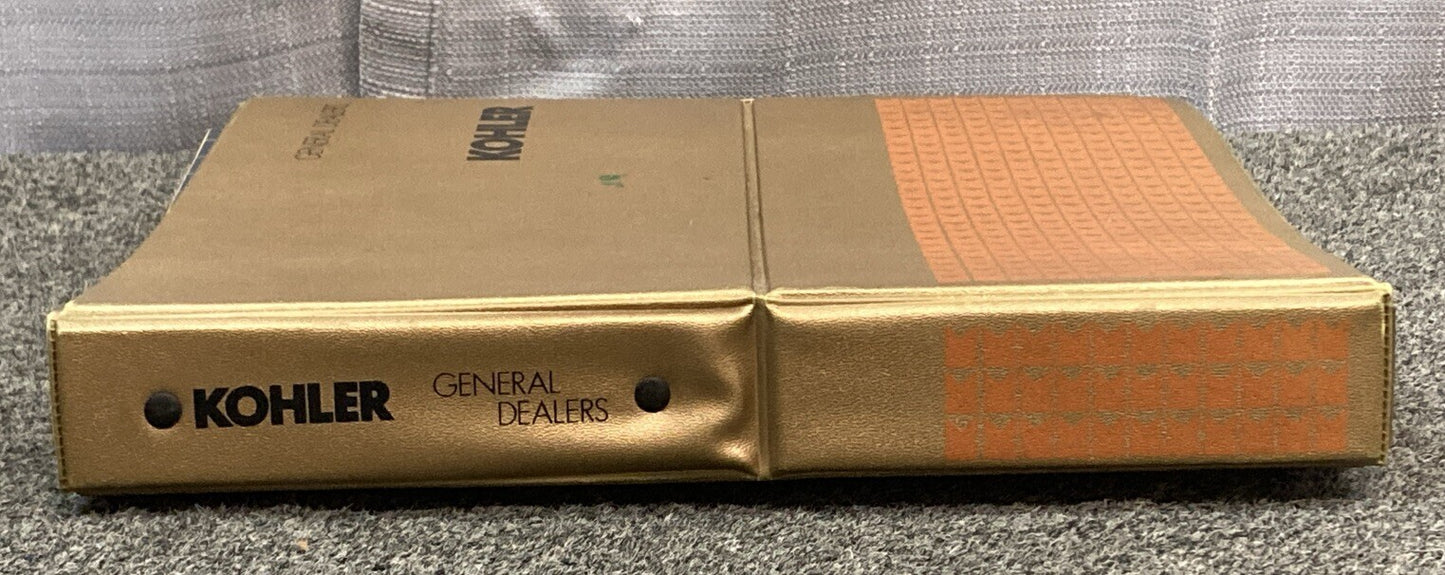 GENERAL DEALERS
KOHLER
KOHLER
GENERAL
DEALERS